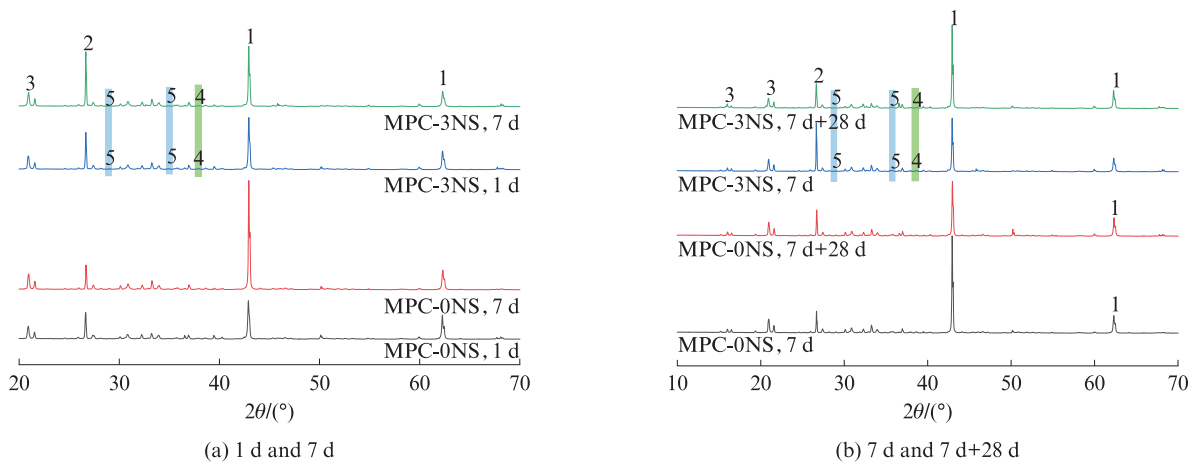 1
2
3
5 5 4
1
MPC-3NS, 7 d
5 5 4
MPC-3NS, 1 d
MPC-0NS, 7 d
MPC-0NS, 1 d
20 30 40 50 60 70
2θ/(°)
(a) 1 d and 7 d
1
2
3 3
5 5 4
1
MPC-3NS, 7 d+28 d
5 5 4
MPC-3NS, 7 d
1
MPC-0NS, 7 d+28 d
1
MPC-0NS, 7 d
10 20 30 40 50 60 70
2θ/(°)
(b) 7 d and 7 d+28 d